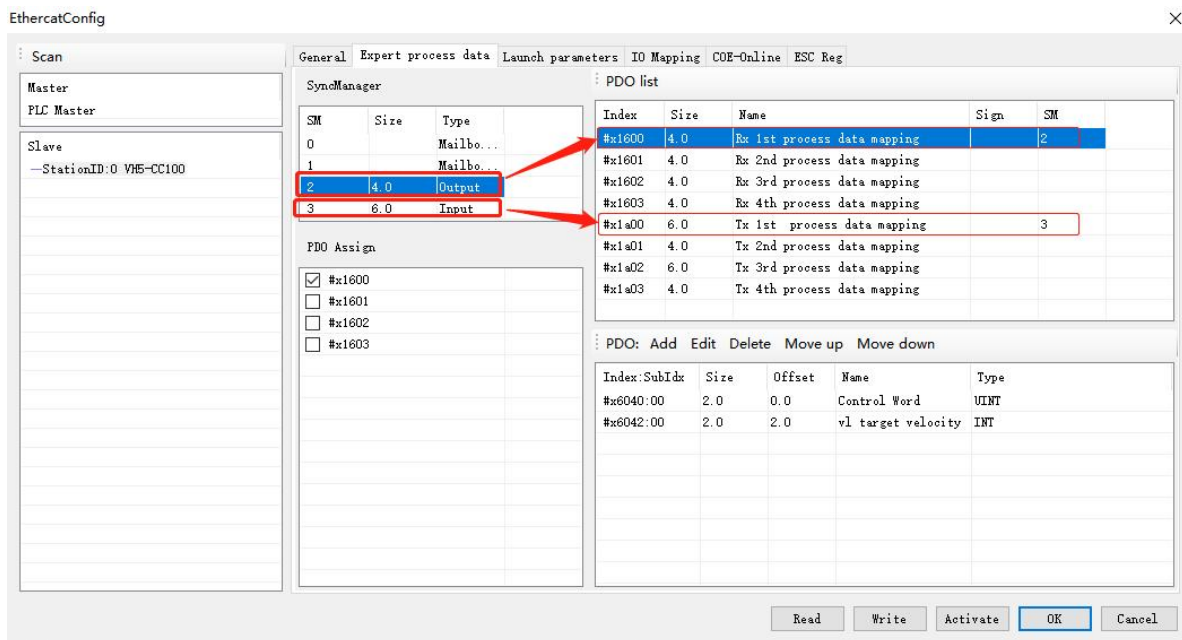 EthercatConfig
Scan
Master
PLC Master
Slave
StationID:0 VH5-CC100
General Expert process data Launch parameters IO Mapping COE-Online ESC Reg
SyncManager
SM Size Type
0 Mailbo...
1 Mailbo...
2 4.0 Output
3 6.0 Input
PDO Assign
#x1600
#x1601
#x1602
#x1603
PDO list
Index Size Name Sign SM
#x1600 4.0 Rx 1st process data mapping 2
#x1601 4.0 Rx 2nd process data mapping
#x1602 4.0 Rx 3rd process data mapping
#x1603 4.0 Rx 4th process data mapping
#x1a00 6.0 Tx 1st process data mapping 3
#x1a01 4.0 Tx 2nd process data mapping
#x1a02 6.0 Tx 3rd process data mapping
#x1a03 4.0 Tx 4th process data mapping
PDO: Add Edit Delete Move up Move down
Index:SubIdx Size Offset Name Type
#x6040:00 2.0 0.0 Control Word UINT
#x6042:00 2.0 2.0 vl target velocity INT
Read Write Activate OK Cancel